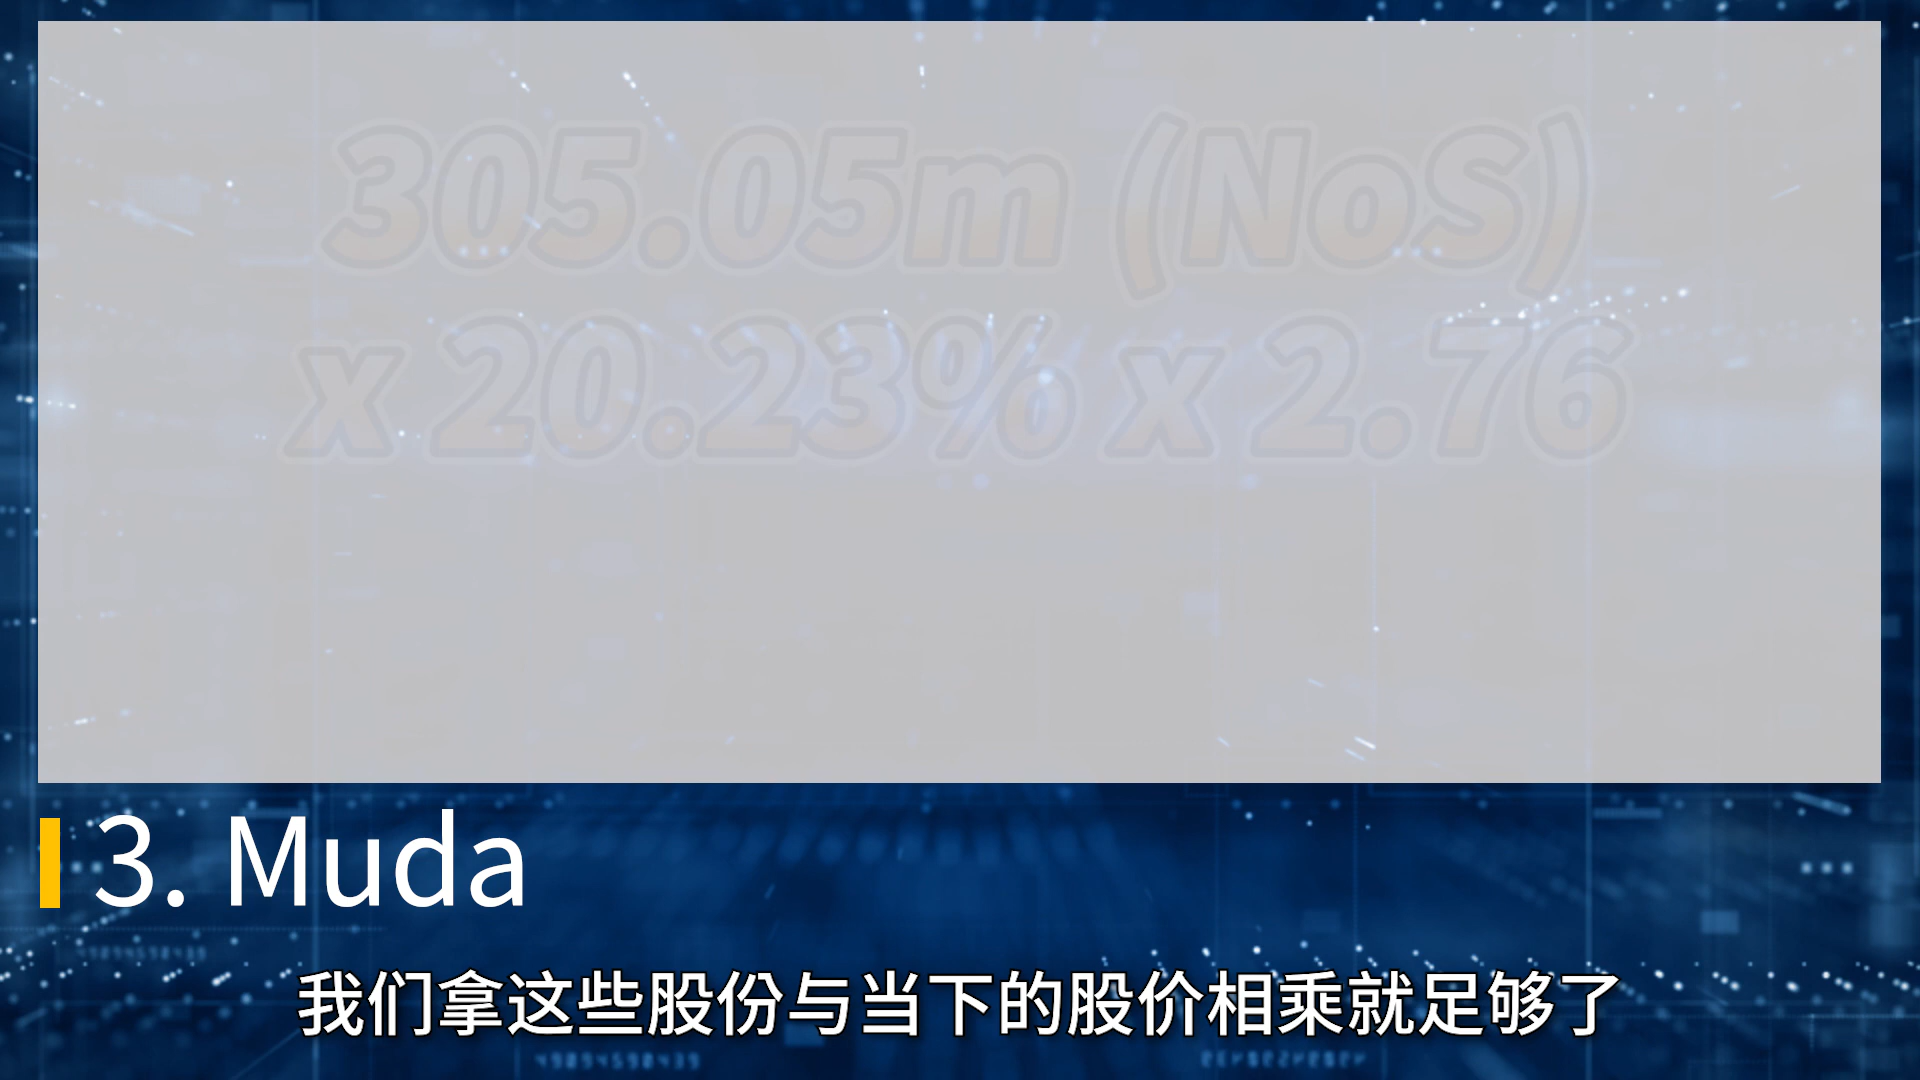 305.05m (NoS)
x 20.23% x 2.76
3. Muda
我们拿这些股份与当下的股价相乘就足够了